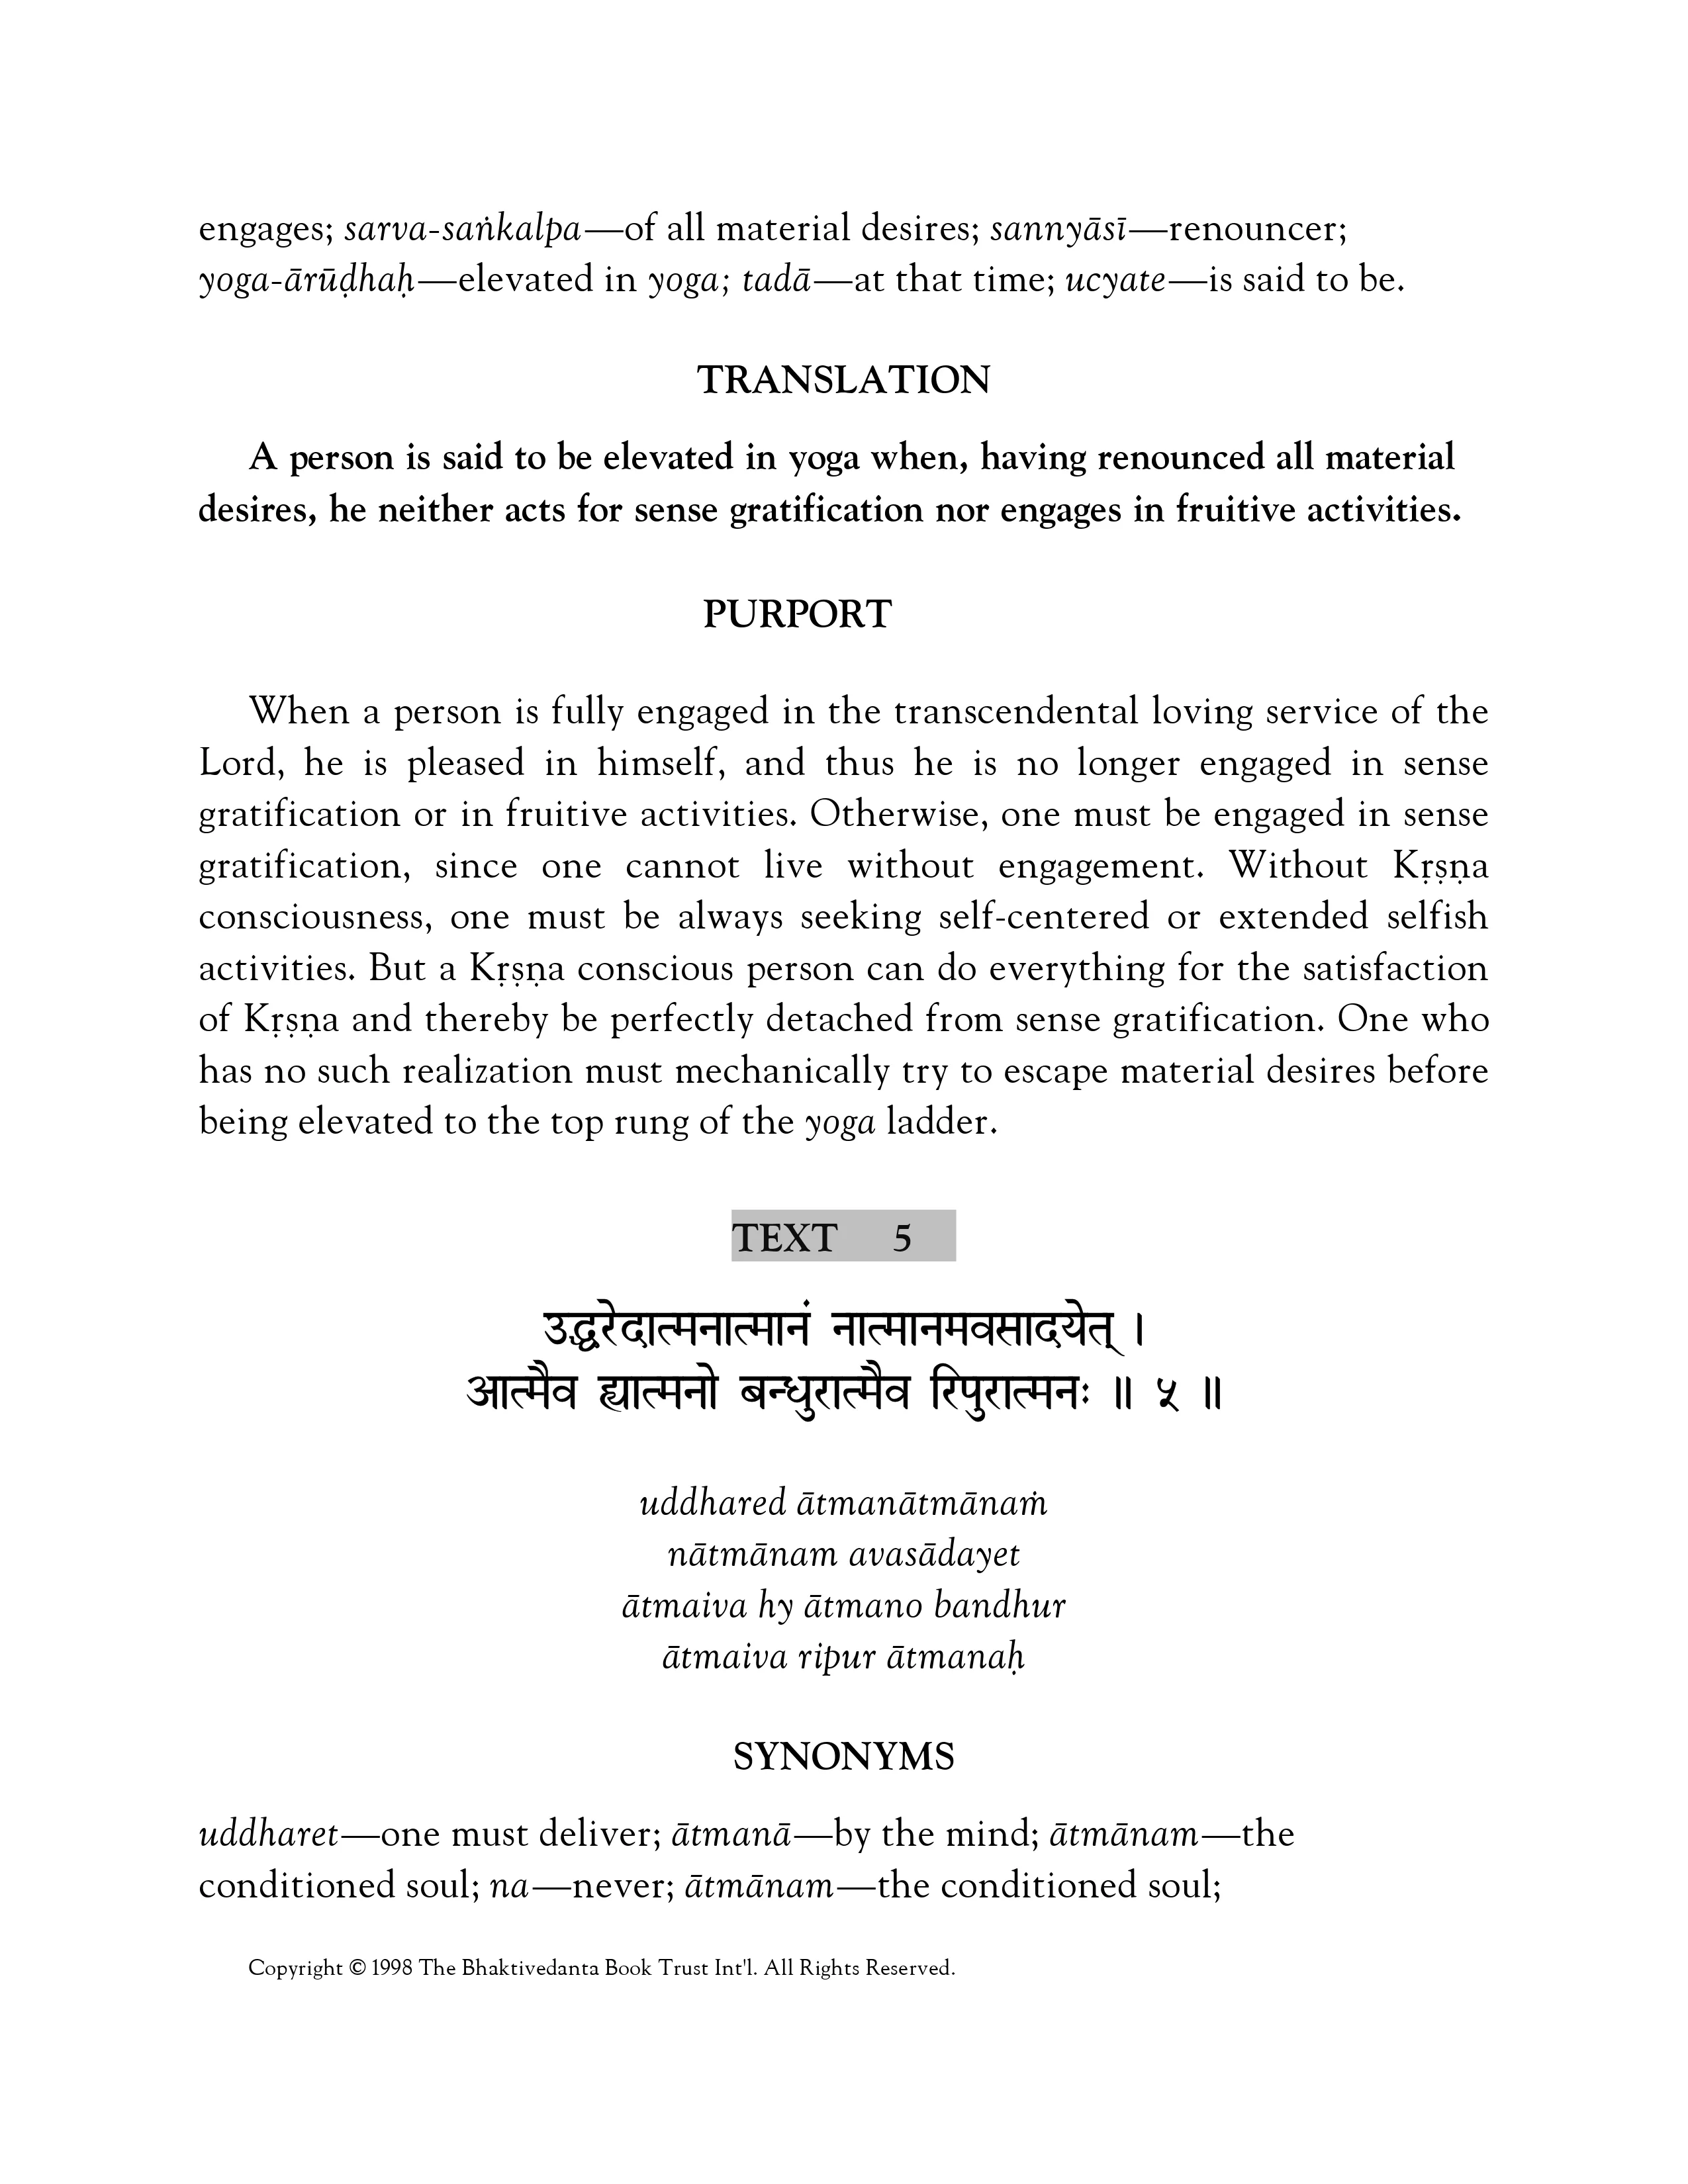 engages; sarva-saṅkalpa—of all material desires; sannyāsī—renouncer;
yoga-ārūḍhaḥ—elevated in yoga; tadā—at that time; ucyate—is said to be.
TRANSLATION
A person is said to be elevated in yoga when, having renounced all material
desires, he neither acts for sense gratification nor engages in fruitive activities.
PURPORT
When a person is fully engaged in the transcendental loving service of the
Lord, he is pleased in himself, and thus he is no longer engaged in sense
gratification or in fruitive activities. Otherwise, one must be engaged in sense
gratification, since one cannot live without engagement. Without Kṛṣṇa
consciousness, one must be always seeking self-centered or extended selfish
activities. But a Kṛṣṇa conscious person can do everything for the satisfaction
of Kṛṣṇa and thereby be perfectly detached from sense gratification. One who
has no such realization must mechanically try to escape material desires before
being elevated to the top rung of the yoga ladder.
TEXT 5
उद्धरेदात्मनात्मानं नात्मानमवसादयेत् ।
आत्मैव ह्यात्मनो बन्धुरात्मैव रिपुरात्मनः ॥ ५ ॥
uddhared ātmanātmānaṁ
nātmānam avasādayet
ātmaiva hy ātmano bandhur
ātmaiva ripur ātmanaḥ
SYNONYMS
uddharet—one must deliver; ātmanā—by the mind; ātmānam—the
conditioned soul; na—never; ātmānam—the conditioned soul;
Copyright © 1998 The Bhaktivedanta Book Trust Int'l. All Rights Reserved.